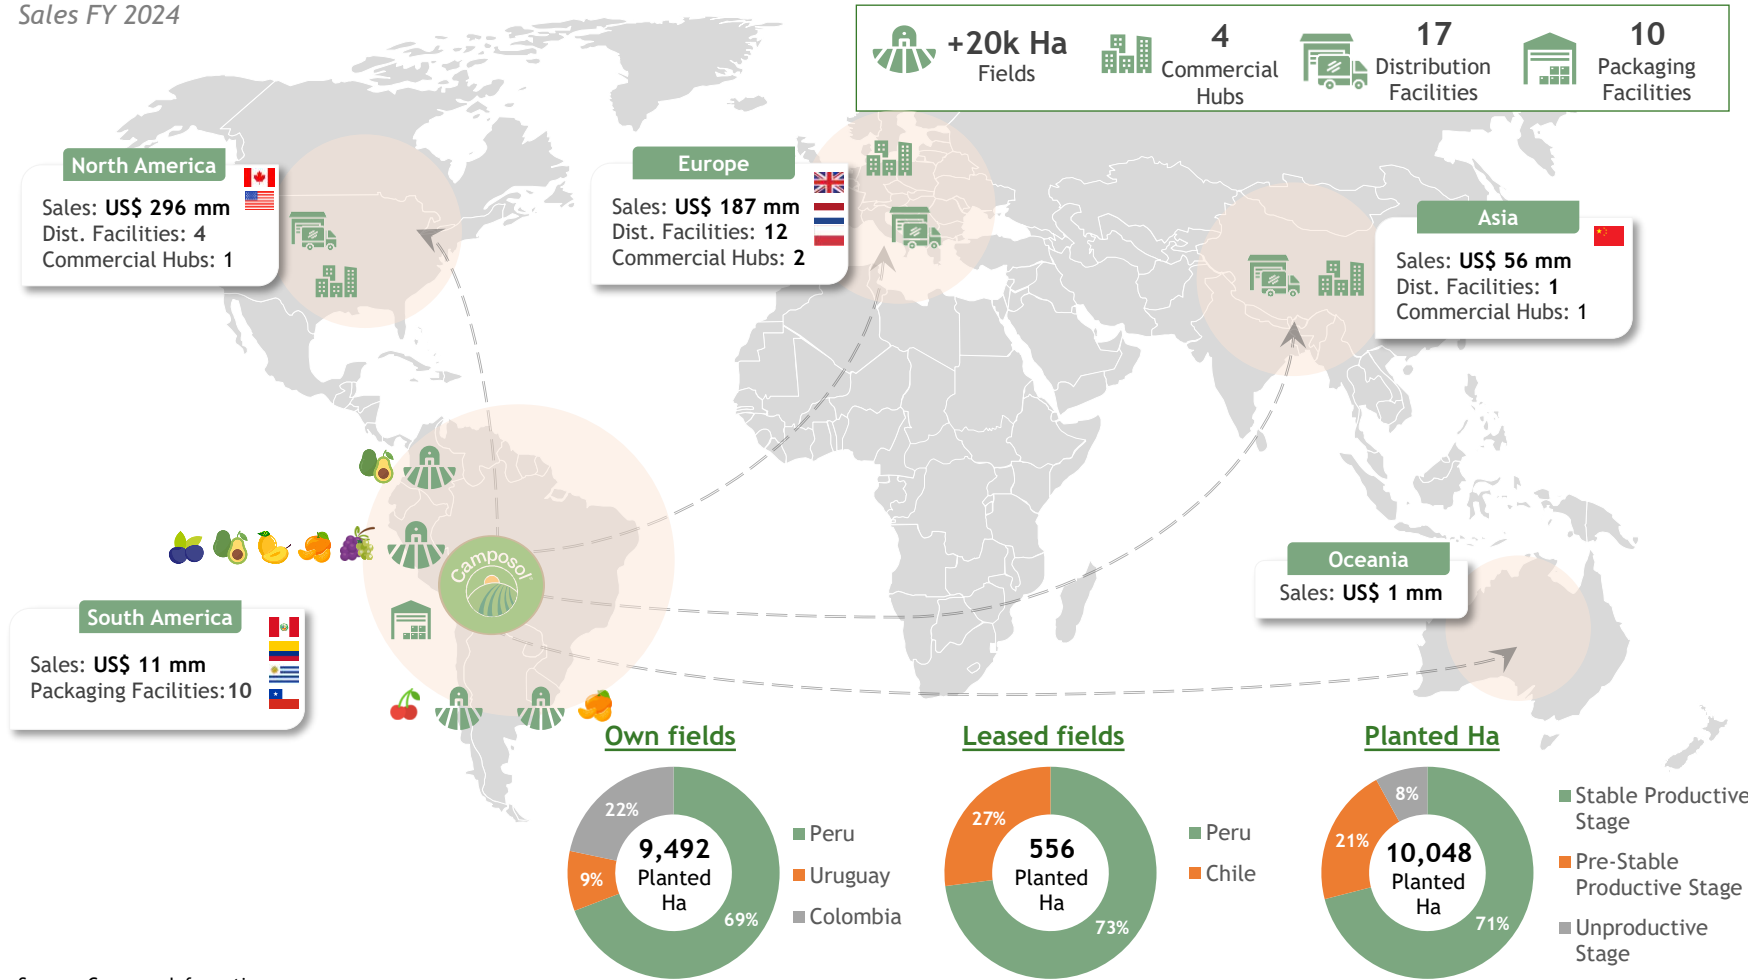 Sales FY 2024
+20k Ha
Fields
4
Commercial
Hubs
17
Distribution
Facilities
10
Packaging
Facilities
North America
Sales: US$ 296 mm
Dist. Facilities: 4
Commercial Hubs: 1
Europe
Sales: US$ 187 mm
Dist. Facilities: 12
Commercial Hubs: 2
Asia
Sales: US$ 56 mm
Dist. Facilities: 1
Commercial Hubs: 1
Oceania
Sales: US$ 1 mm
Camposol
South America
Sales: US$ 11 mm
Packaging Facilities:10
Own fields
22%
9%
69%
9,492
Planted
Ha
Peru
Uruguay
Colombia
Leased fields
27%
73%
556
Planted
Ha
Peru
Chile
Planted Ha
8%
21%
71%
10,048
Planted
Ha
Stable Productive
Stage
Pre-Stable
Productive Stage
Unproductive
Stage